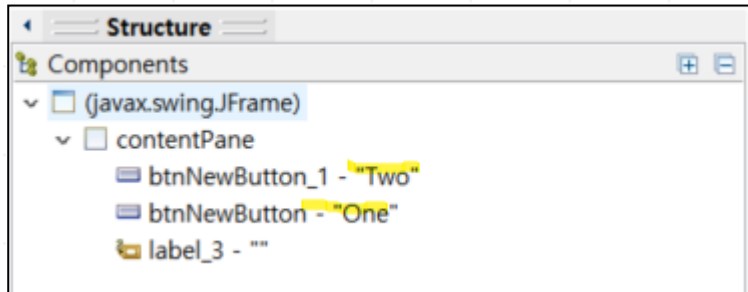 Structure
Components
(javax.swing.JFrame)
contentPane
btnNewButton_1 - "Two"
btnNewButton - "One"
label_3 - ""